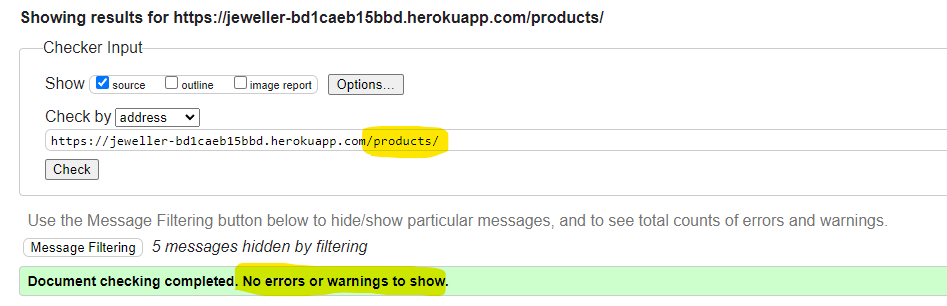 Showing results for https://jeweller-bd1caeb15bbd.herokuapp.com/products/
Checker Input
Show source outline image report Options...
Check by address
https://jeweller-bd1caeb15bbd.herokuapp.com/products/
Check
Use the Message Filtering button below to hide/show particular messages, and to see total counts of errors and warnings.
Message Filtering 5 messages hidden by filtering
Document checking completed. No errors or warnings to show.